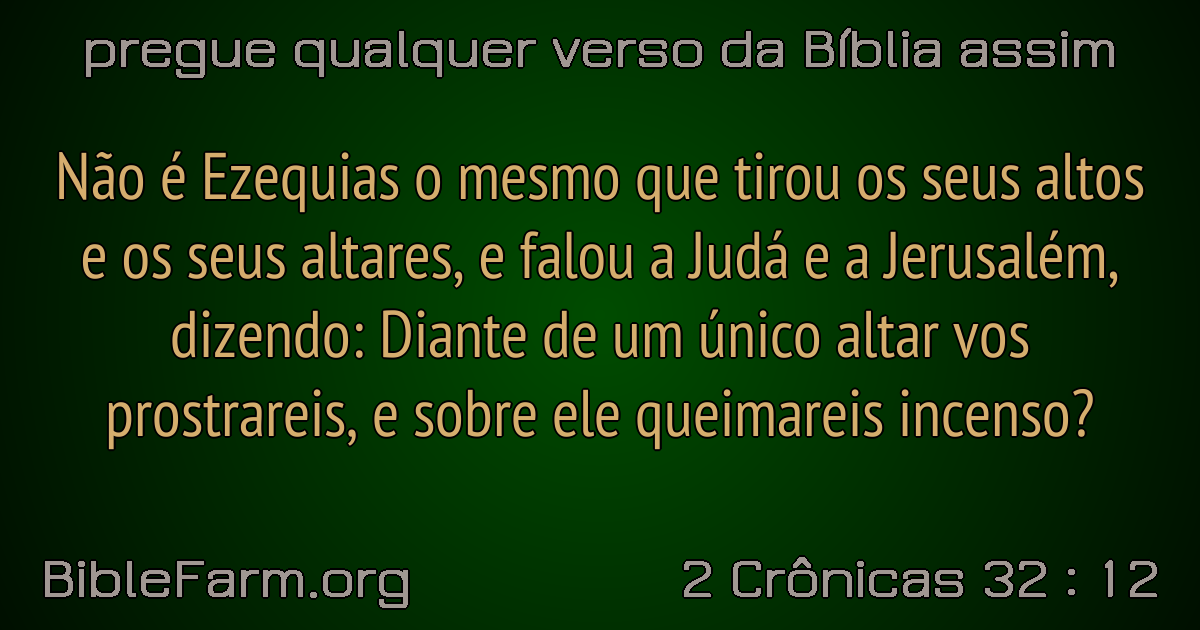 pregue qualquer verso da Bíblia assim
Não é Ezequias o mesmo que tirou os seus altos
e os seus altares, e falou a Judá e a Jerusalém,
dizendo: Diante de um único altar vos
prostrareis, e sobre ele queimareis incenso?
BibleFarm.org
2 Crônicas 32 : 12